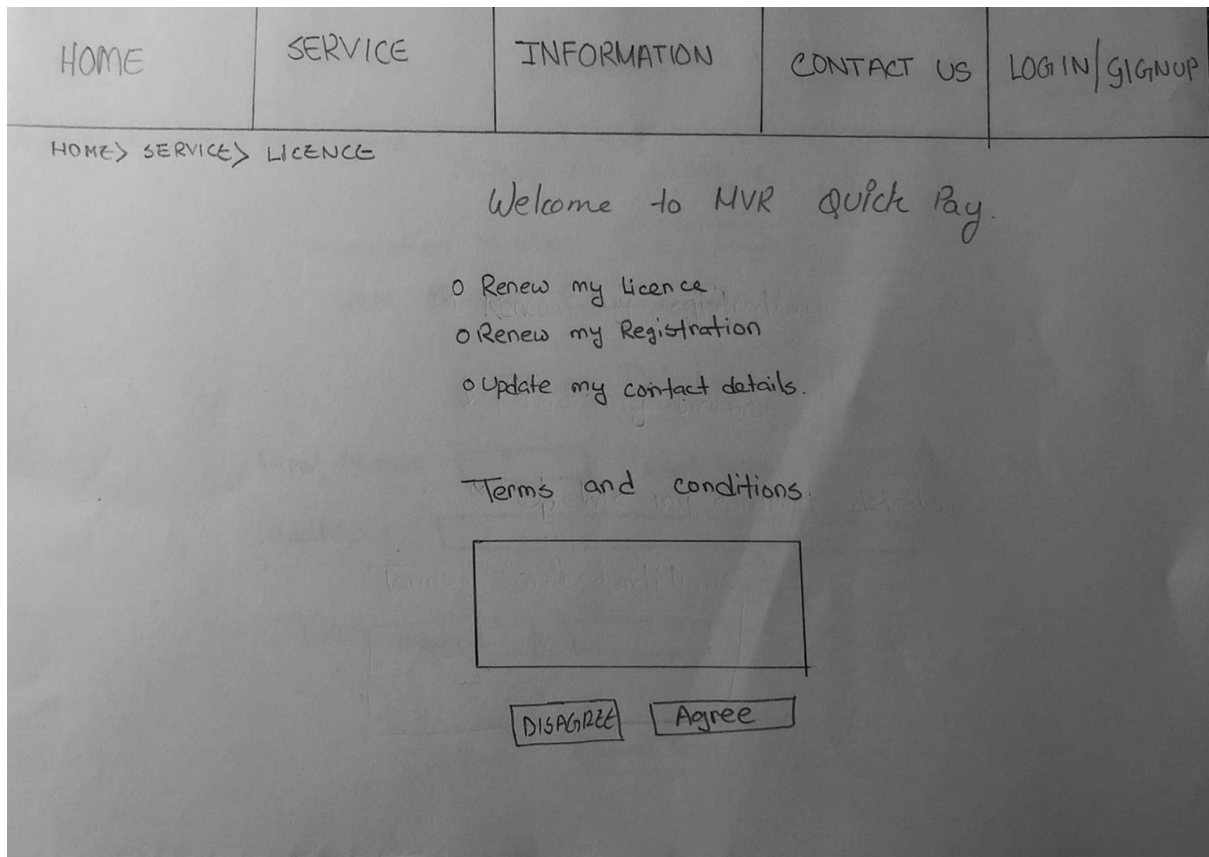 HOME SERVICE INFORMATION CONTACT US LOGIN/SIGNUP
HOME> SERVICE> LICENCE
Welcome to MVR Quick Pay.
o Renew my licence.
o Renew my Registration
o Update my contact details.
Terms and conditions
DISAGREE Agree